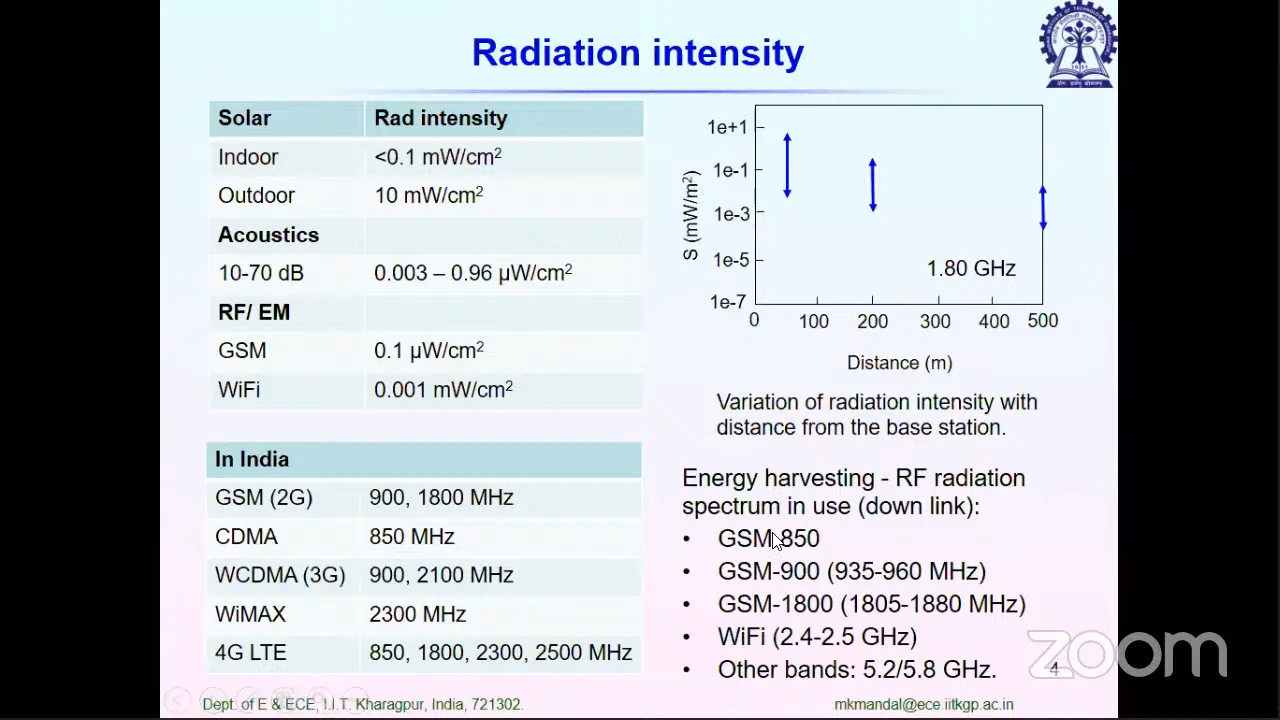 Radiation intensity
Solar Rad intensity
Indoor <0.1 mW/cm²
Outdoor 10 mW/cm²
Acoustics
10-70 dB 0.003 – 0.96 µW/cm²
RF/ EM
GSM 0.1 µW/cm²
WiFi 0.001 mW/cm²
In India
GSM (2G) 900, 1800 MHz
CDMA 850 MHz
WCDMA (3G) 900, 2100 MHz
WiMAX 2300 MHz
4G LTE 850, 1800, 2300, 2500 MHz
S (mW/m²)
1e+1
1e-1
1e-3
1e-5
1e-7
1.80 GHz
0 100 200 300 400 500
Distance (m)
Variation of radiation intensity with
distance from the base station.
Energy harvesting - RF radiation
spectrum in use (down link):
• GSM-850
• GSM-900 (935-960 MHz)
• GSM-1800 (1805-1880 MHz)
• WiFi (2.4-2.5 GHz)
• Other bands: 5.2/5.8 GHz.
4
zoom
Dept. of E & ECE, I.I.T. Kharagpur, India, 721302.
mkmandal@ece.iitkgp.ac.in